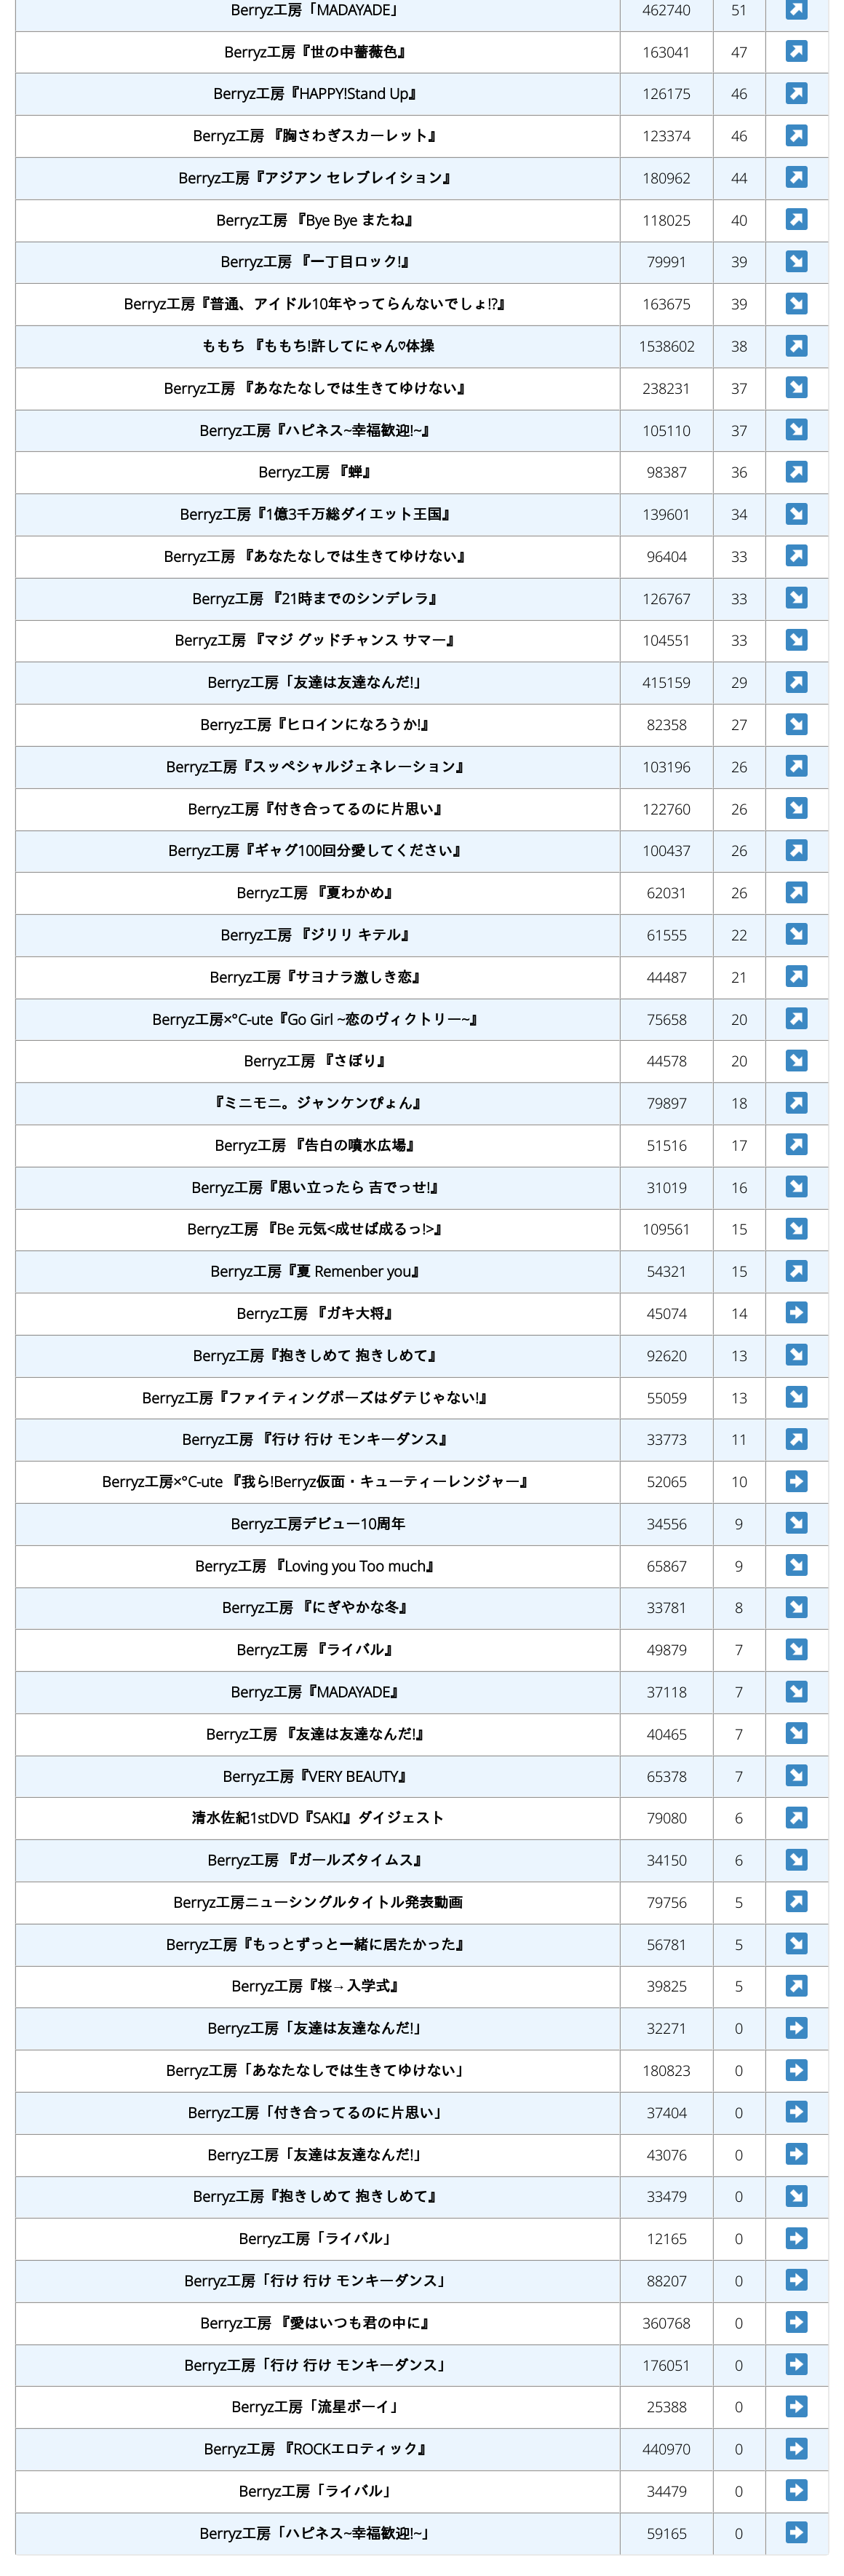 Berryz工房「MADAYADE」 462740 51 ↗
Berryz工房『世の中薔薇色』 163041 47 ↗
Berryz工房『HAPPY!Stand Up』 126175 46 ↗
Berryz工房 『胸さわぎスカーレット』 123374 46 ↗
Berryz工房『アジアン セレブレイション』 180962 44 ↗
Berryz工房 『Bye Bye またね』 118025 40 ↗
Berryz工房 『一丁目ロック!』 79991 39 ↘
Berryz工房『普通、アイドル10年やってらんないでしょ!?』 163675 39 ↘
ももち 『ももち!許してにゃん♡体操 1538602 38 ↗
Berryz工房 『あなたなしでは生きてゆけない』 238231 37 ↘
Berryz工房『ハピネス~幸福歓迎!~』 105110 37 ↘
Berryz工房 『蝉』 98387 36 ↗
Berryz工房『1億3千万総ダイエット王国』 139601 34 ↘
Berryz工房 『あなたなしでは生きてゆけない』 96404 33 ↗
Berryz工房 『21時までのシンデレラ』 126767 33 ↘
Berryz工房 『マジ グッドチャンス サマー』 104551 33 ↘
Berryz工房「友達は友達なんだ!」 415159 29 ↗
Berryz工房『ヒロインになろうか!』 82358 27 ↘
Berryz工房『スッペシャルジェネレーション』 103196 26 ↗
Berryz工房『付き合ってるのに片思い』 122760 26 ↘
Berryz工房『ギャグ100回分愛してください』 100437 26 ↗
Berryz工房 『夏わかめ』 62031 26 ↗
Berryz工房 『ジリリ キテル』 61555 22 ↘
Berryz工房『サヨナラ激しき恋』 44487 21 ↗
Berryz工房×°C-ute『Go Girl ~恋のヴィクトリー~』 75658 20 ↗
Berryz工房 『さぼり』 44578 20 ↘
『ミニモニ。ジャンケンぴょん』 79897 18 ↗
Berryz工房 『告白の噴水広場』 51516 17 ↗
Berryz工房『思い立ったら 吉でっせ!』 31019 16 ↘
Berryz工房 『Be 元気<成せば成るっ!>』 109561 15 ↘
Berryz工房『夏 Remenber you』 54321 15 ↗
Berryz工房 『ガキ大将』 45074 14 ➡
Berryz工房『抱きしめて 抱きしめて』 92620 13 ↘
Berryz工房『ファイティングポーズはダテじゃない!』 55059 13 ↘
Berryz工房 『行け 行け モンキーダンス』 33773 11 ↗
Berryz工房×°C-ute 『我ら!Berryz仮面・キューティーレンジャー』 52065 10 ➡
Berryz工房デビュー10周年 34556 9 ↘
Berryz工房 『Loving you Too much』 65867 9 ↘
Berryz工房 『にぎやかな冬』 33781 8 ↘
Berryz工房 『ライバル』 49879 7 ↘
Berryz工房『MADAYADE』 37118 7 ↘
Berryz工房 『友達は友達なんだ!』 40465 7 ↘
Berryz工房『VERY BEAUTY』 65378 7 ↘
清水佐紀1stDVD『SAKI』ダイジェスト 79080 6 ↗
Berryz工房 『ガールズタイムス』 34150 6 ↘
Berryz工房ニューシングルタイトル発表動画 79756 5 ↗
Berryz工房『もっとずっと一緒に居たかった』 56781 5 ↘
Berryz工房『桜→入学式』 39825 5 ↗
Berryz工房「友達は友達なんだ!」 32271 0 ➡
Berryz工房「あなたなしでは生きてゆけない」 180823 0 ➡
Berryz工房「付き合ってるのに片思い」 37404 0 ➡
Berryz工房「友達は友達なんだ!」 43076 0 ➡
Berryz工房『抱きしめて 抱きしめて』 33479 0 ↘
Berryz工房「ライバル」 12165 0 ➡
Berryz工房「行け 行け モンキーダンス」 88207 0 ➡
Berryz工房 『愛はいつも君の中に』 360768 0 ➡
Berryz工房「行け 行け モンキーダンス」 176051 0 ➡
Berryz工房「流星ボーイ」 25388 0 ➡
Berryz工房 『ROCKエロティック』 440970 0 ➡
Berryz工房「ライバル」 34479 0 ➡
Berryz工房「ハピネス~幸福歓迎!~」 59165 0 ➡